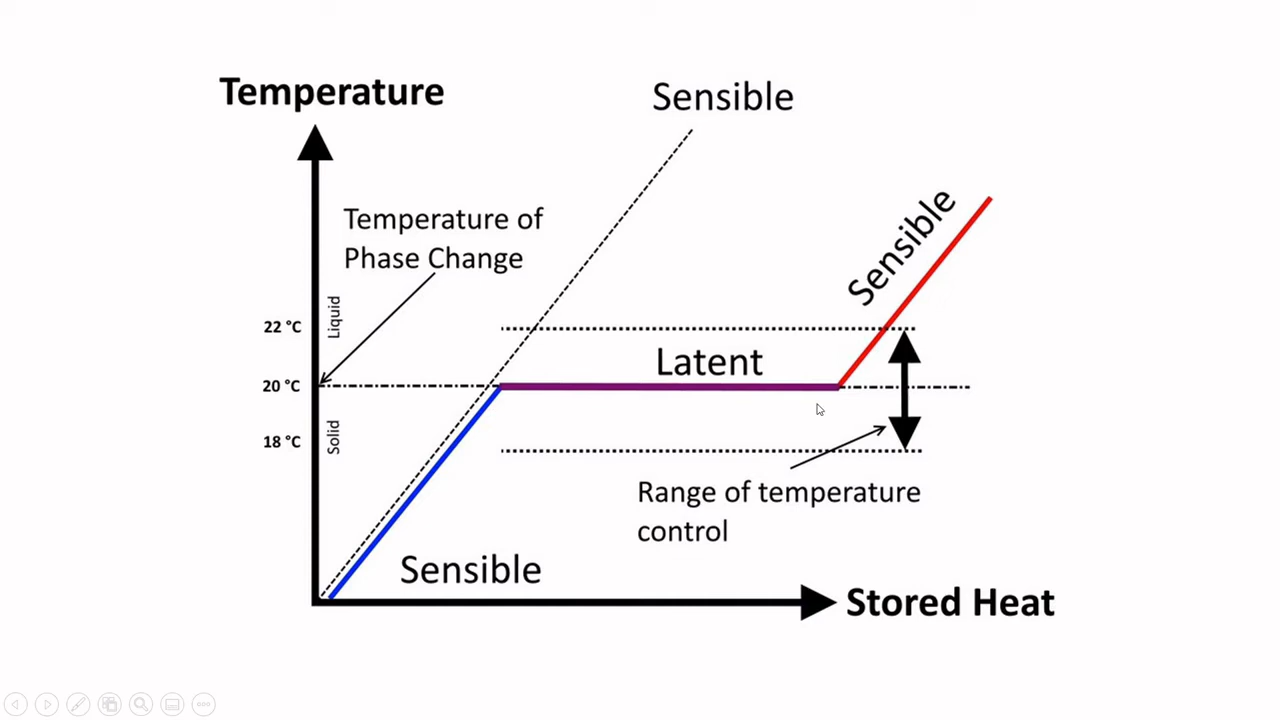 Temperature
Sensible
Temperature of
Phase Change
Sensible
Liquid
22 °C
Latent
20 °C
Solid
18 °C
Range of temperature
control
Sensible
Stored Heat